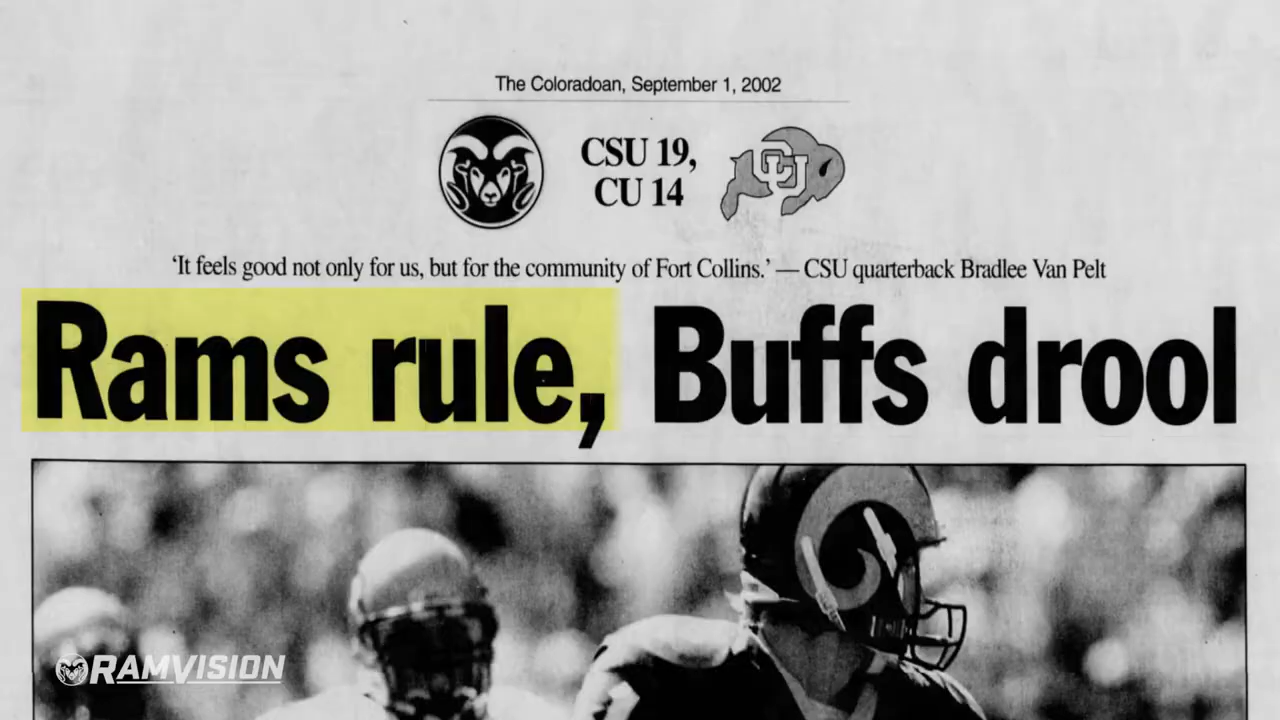 The Coloradoan, September 1, 2002
CSU 19,
CU 14
CU
‘It feels good not only for us, but for the community of Fort Collins.’ — CSU quarterback Bradlee Van Pelt
Rams rule, Buffs drool
RAMVISION